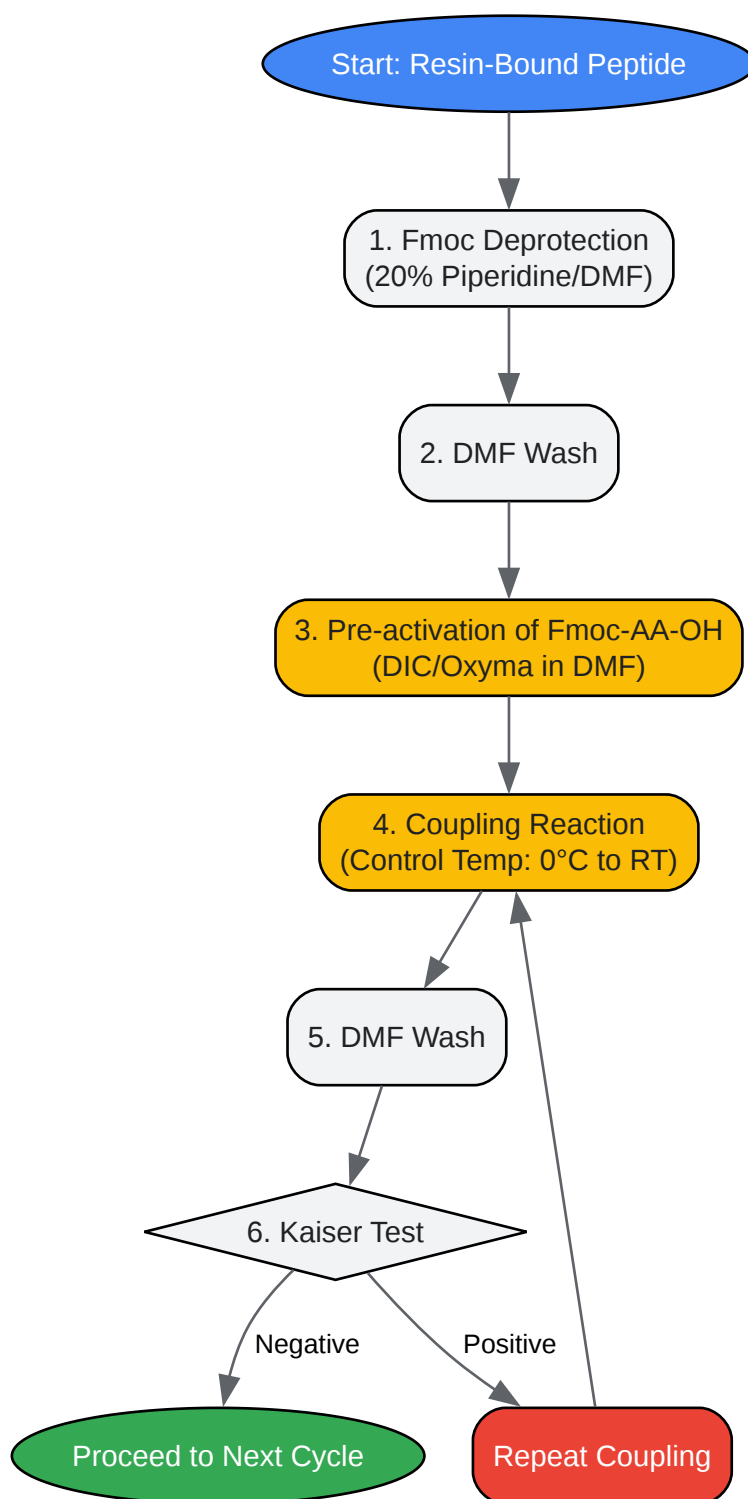 Start: Resin-Bound Peptide
1. Fmoc Deprotection
(20% Piperidine/DMF)
2. DMF Wash
3. Pre-activation of Fmoc-AA-OH
(DIC/Oxyma in DMF)
4. Coupling Reaction
(Control Temp: 0°C to RT)
5. DMF Wash
6. Kaiser Test
Negative
Positive
Proceed to Next Cycle
Repeat Coupling